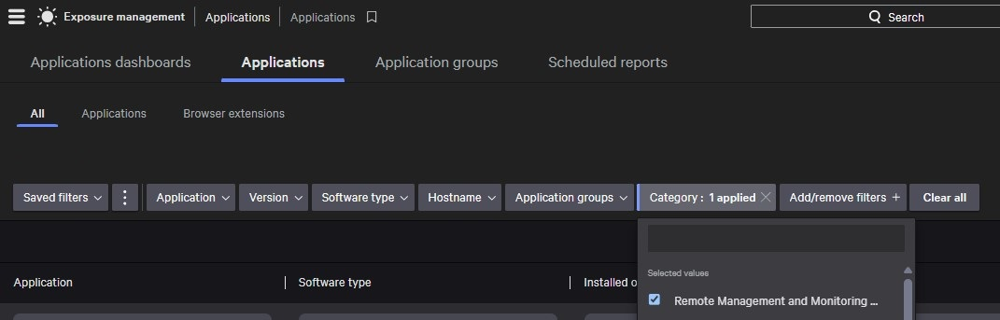 Exposure management Applications Applications Search
Applications dashboards Applications Application groups Scheduled reports
All Applications Browser extensions
Saved filters Application Version Software type Hostname Application groups Category : 1 applied Add/remove filters + Clear all
Application Software type Installed o
Selected values
Remote Management and Monitoring ...